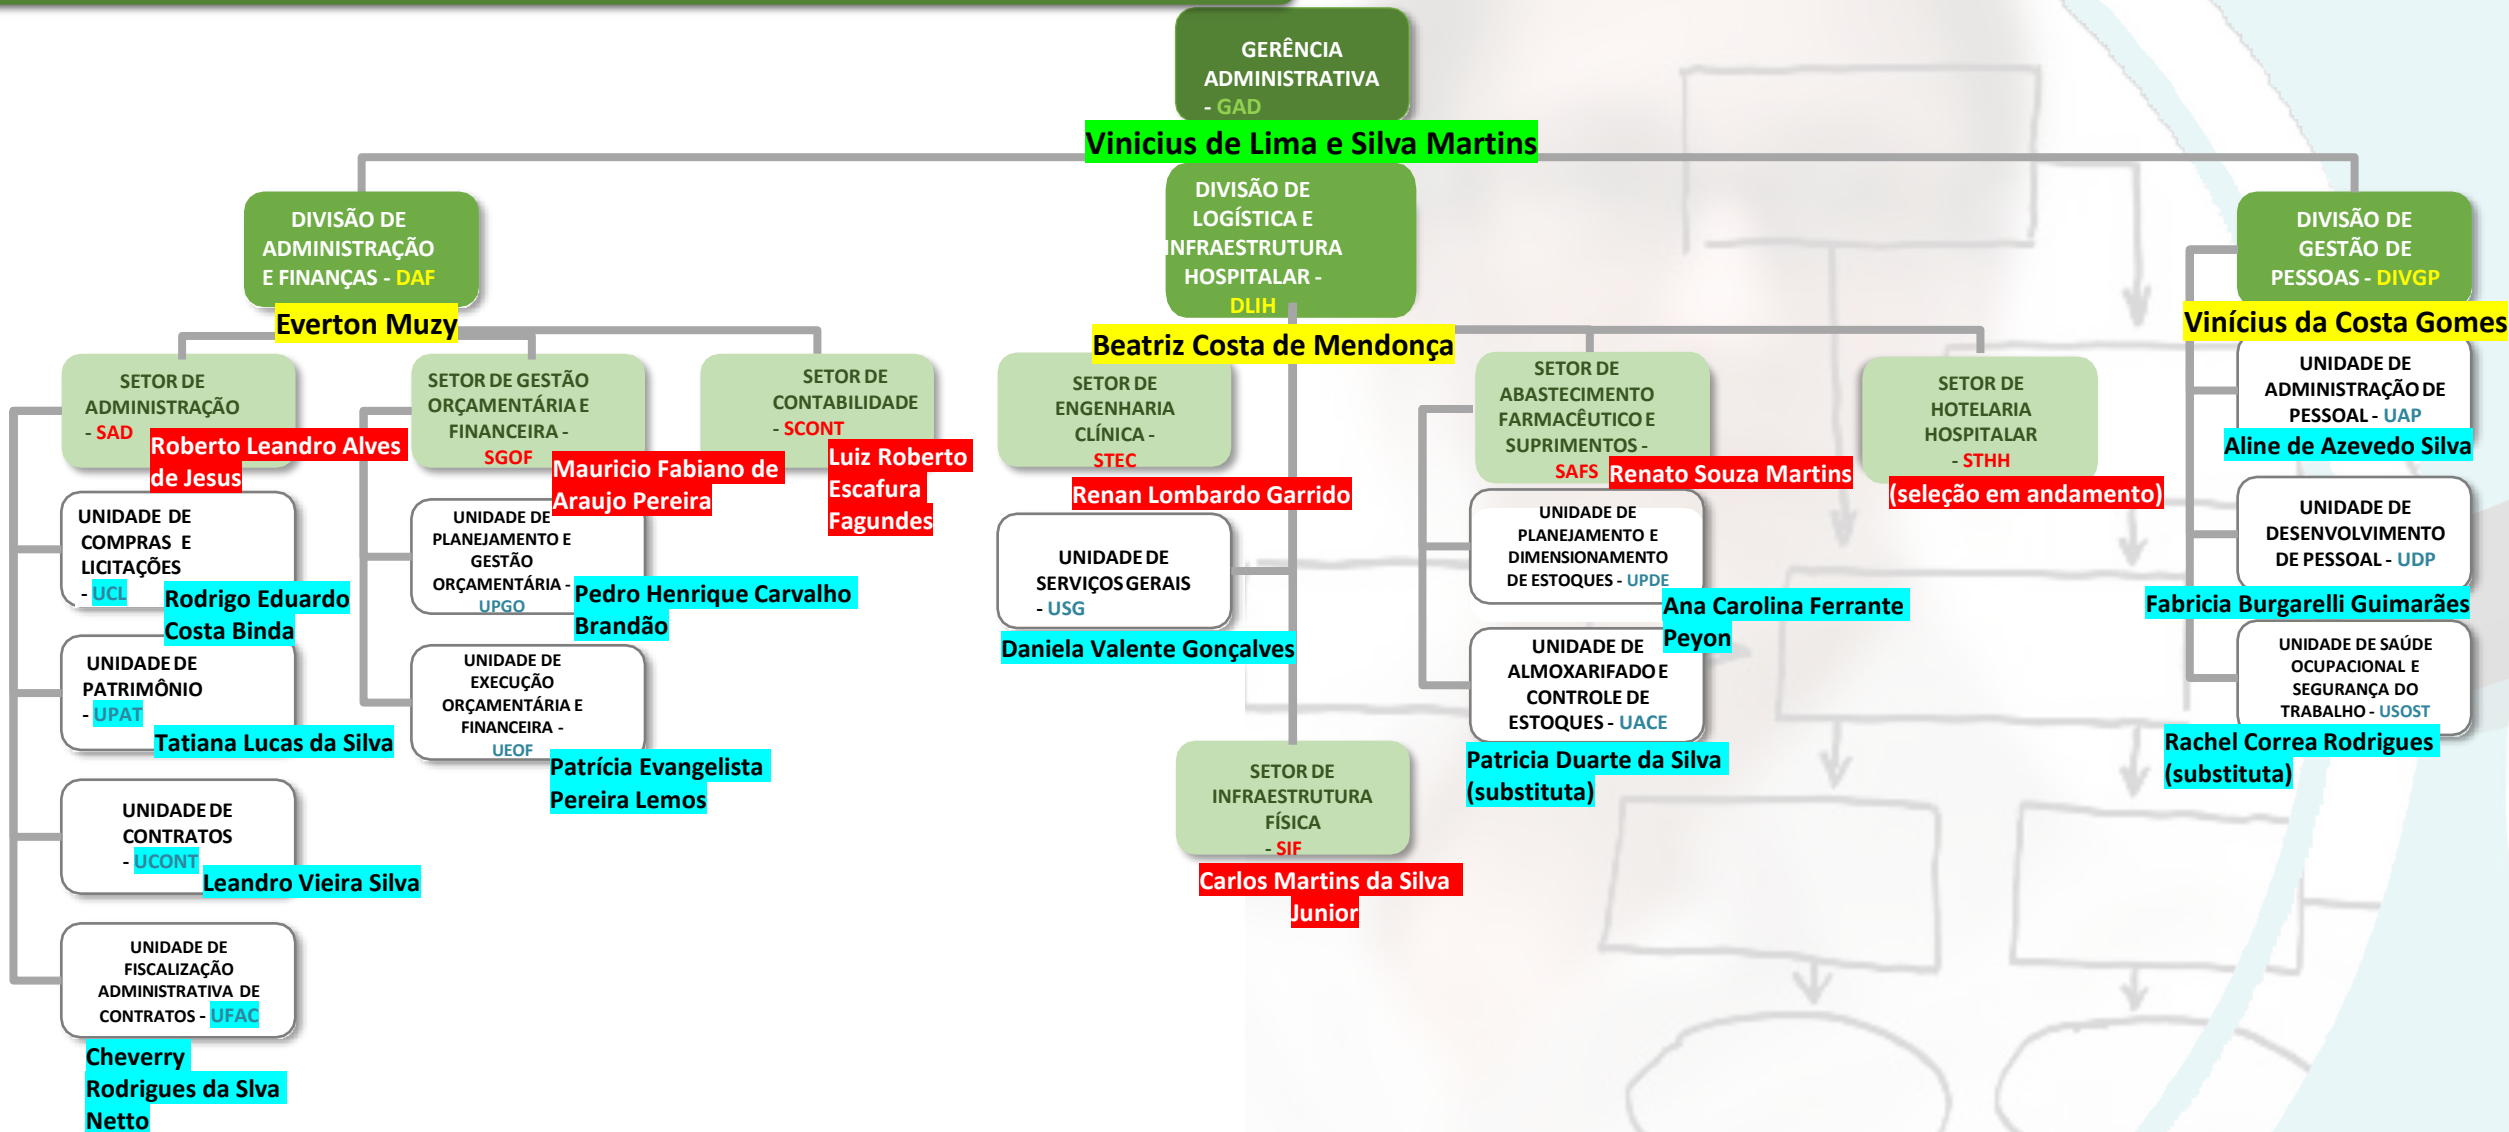 GERÊNCIA
ADMINISTRATIVA
- GAD
Vinicius de Lima e Silva Martins
DIVISÃO DE
ADMINISTRAÇÃO
E FINANÇAS - DAF
Everton Muzy
SETOR DE
ADMINISTRAÇÃO
- SAD
Roberto Leandro Alves
de Jesus
UNIDADE DE
COMPRAS E
LICITAÇÕES
- UCL
Rodrigo Eduardo
Costa Binda
UNIDADE DE
PATRIMÔNIO
- UPAT
Tatiana Lucas da Silva
UNIDADE DE
CONTRATOS
- UCONT
Leandro Vieira Silva
UNIDADE DE
FISCALIZAÇÃO
ADMINISTRATIVA DE
CONTRATOS - UFAC
Cheverry
Rodrigues da Slva
Netto
SETOR DE GESTÃO
ORÇAMENTÁRIA E
FINANCEIRA -
SGOF
Mauricio Fabiano de
Araujo Pereira
UNIDADE DE
PLANEJAMENTO E
GESTÃO
ORÇAMENTÁRIA -
UPGO
Pedro Henrique Carvalho
Brandão
UNIDADE DE
EXECUÇÃO
ORÇAMENTÁRIA E
FINANCEIRA -
UEOF
Patrícia Evangelista
Pereira Lemos
SETOR DE
CONTABILIDADE
- SCONT
Luiz Roberto
Escafura
Fagundes
DIVISÃO DE
LOGÍSTICA E
INFRAESTRUTURA
HOSPITALAR -
DLIH
Beatriz Costa de Mendonça
SETOR DE
ENGENHARIA
CLÍNICA -
STEC
Renan Lombardo Garrido
UNIDADE DE
SERVIÇOS GERAIS
- USG
Daniela Valente Gonçalves
SETOR DE
INFRAESTRUTURA
FÍSICA
- SIF
Carlos Martins da Silva
Junior
SETOR DE
ABASTECIMENTO
FARMACÊUTICO E
SUPRIMENTOS -
SAFS
Renato Souza Martins
UNIDADE DE
PLANEJAMENTO E
DIMENSIONAMENTO
DE ESTOQUES - UPDE
Ana Carolina Ferrante
Peyon
UNIDADE DE
ALMOXARIFADO E
CONTROLE DE
ESTOQUES - UACE
Patricia Duarte da Silva
(substituta)
SETOR DE
HOTELARIA
HOSPITALAR
- STHH
(seleção em andamento)
DIVISÃO DE
GESTÃO DE
PESSOAS - DIVGP
Vinícius da Costa Gomes
UNIDADE DE
ADMINISTRAÇÃO DE
PESSOAL - UAP
Aline de Azevedo Silva
UNIDADE DE
DESENVOLVIMENTO
DE PESSOAL - UDP
Fabricia Burgarelli Guimarães
UNIDADE DE SAÚDE
OCUPACIONAL E
SEGURANÇA DO
TRABALHO - USOST
Rachel Correa Rodrigues
(substituta)